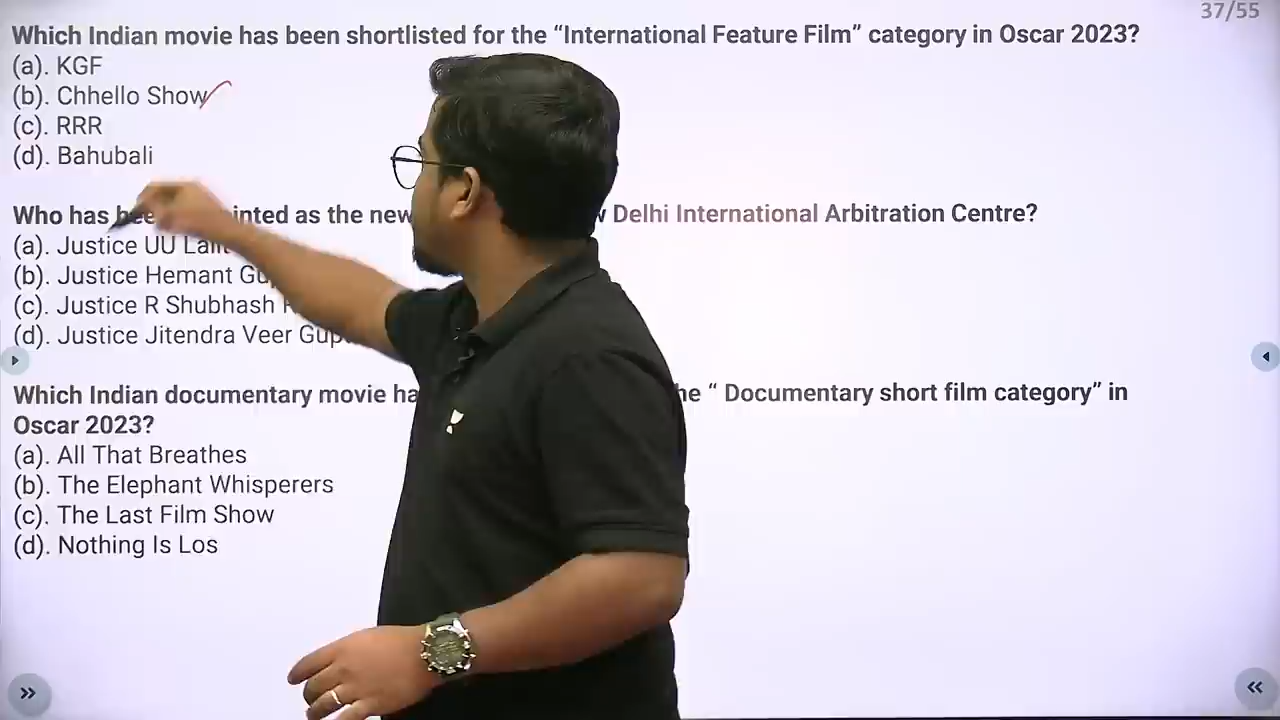 37/55
Which Indian movie has been shortlisted for the “International Feature Film” category in Oscar 2023?
(a). KGF
(b). Chhello Show
(c). RRR
(d). Bahubali
Who has inted as the new Delhi International Arbitration Centre?
(a). Justice UU
(b). Justice Hemant
(c). Justice R Shubhash
(d). Justice Jitendra Veer
Which Indian documentary movie “ Documentary short film category” in
Oscar 2023?
(a). All That Breathes
(b). The Elephant Whisperers
(c). The Last Film Show
(d). Nothing Is Los